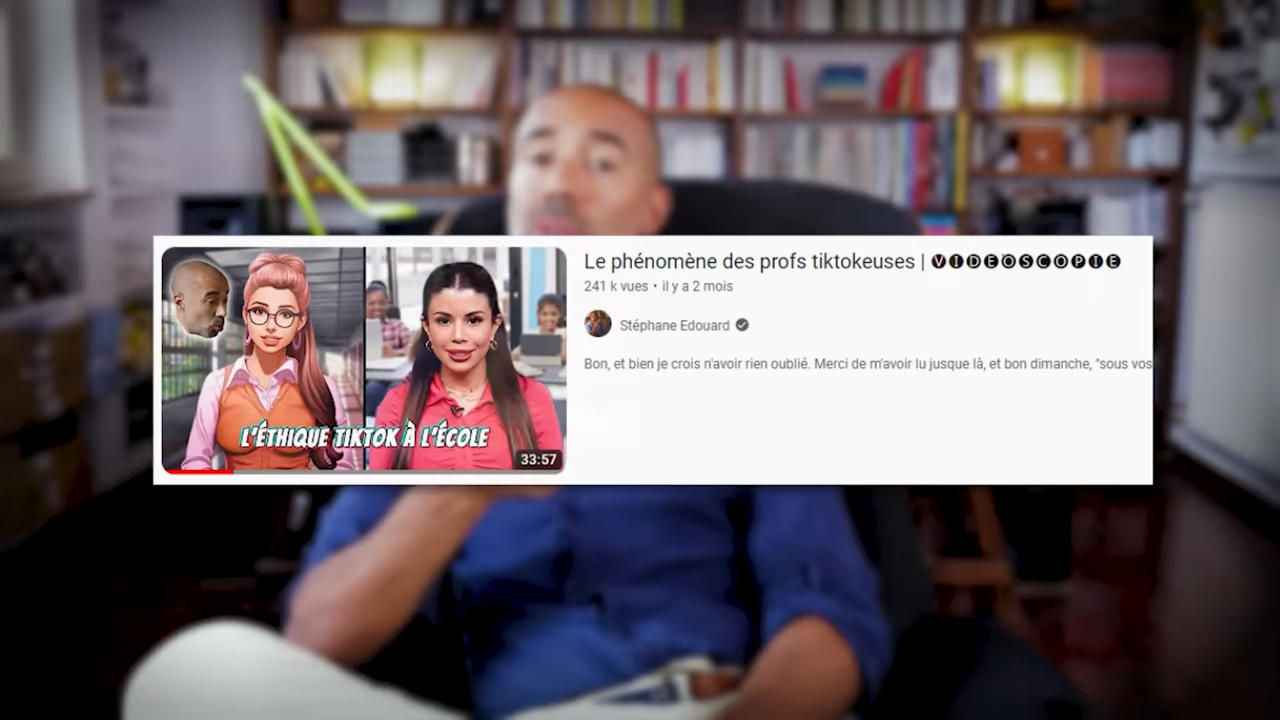 Le phénomène des profs tiktokeuses | 🅥🅘🅓🅔🅞🅢🅒🅞🅟🅘🅔
241 k vues • il y a 2 mois
Stéphane Edouard
Bon, et bien je crois n'avoir rien oublié. Merci de m'avoir lu jusque là, et bon dimanche, "sous vos
L'ÉTHIQUE TIKTOK À L'ÉCOLE
33:57